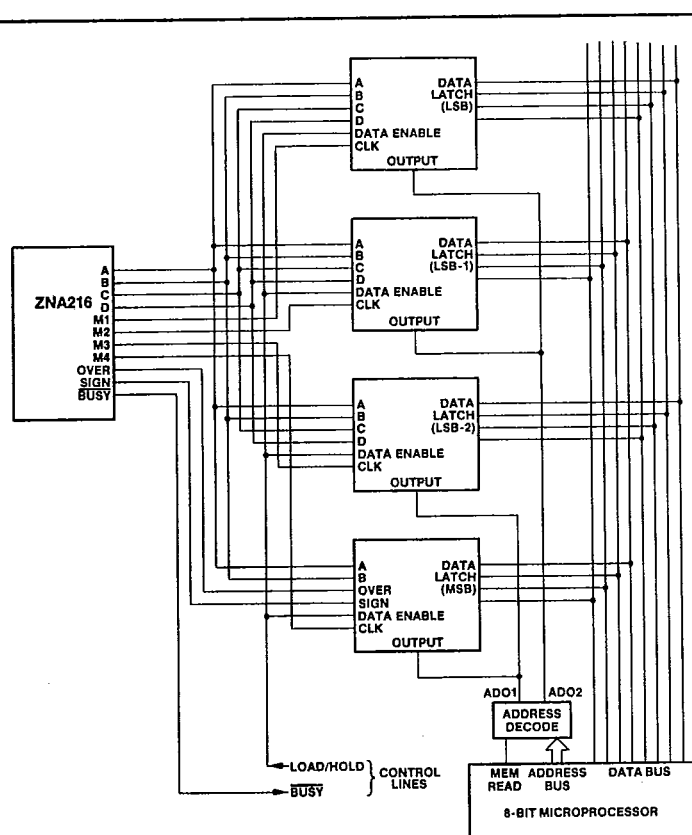 A
B
C
D
DATA ENABLE
CLK
OUTPUT
DATA
LATCH
(LSB)
A
B
C
D
DATA ENABLE
CLK
OUTPUT
DATA
LATCH
(LSB-1)
ZNA216
A
B
C
D
M1
M2
M3
M4
OVER
SIGN
BUSY
A
B
C
D
DATA ENABLE
CLK
OUTPUT
DATA
LATCH
(LSB-2)
A
B
OVER
SIGN
DATA ENABLE
CLK
OUTPUT
DATA
LATCH
(MSB)
ADO1 ADO2
ADDRESS
DECODE
LOAD/HOLD
BUSY
CONTROL
LINES
MEM
READ
ADDRESS
BUS
DATA BUS
8-BIT MICROPROCESSOR